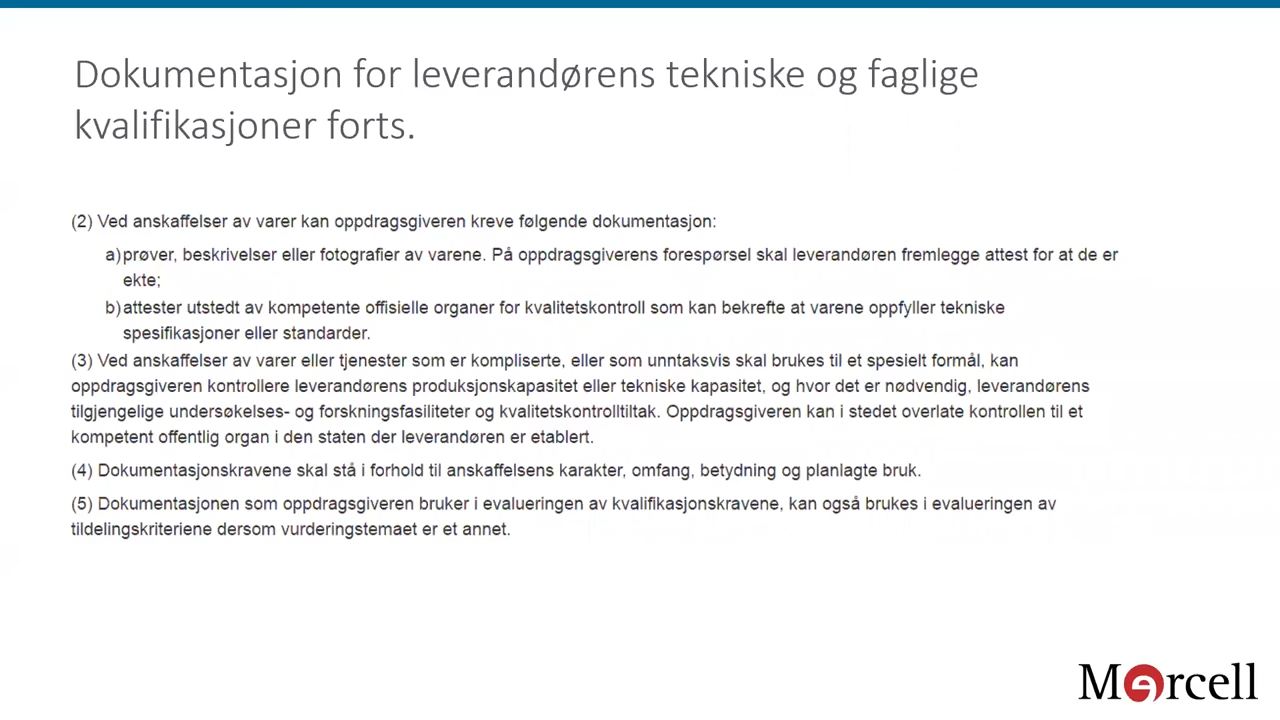 Dokumentasjon for leverandørens tekniske og faglige
kvalifikasjoner forts.
(2) Ved anskaffelser av varer kan oppdragsgiveren kreve følgende dokumentasjon:
a) prøver, beskrivelser eller fotografier av varene. På oppdragsgiverens forespørsel skal leverandøren fremlegge attest for at de er
ekte;
b) attester utstedt av kompetente offisielle organer for kvalitetskontroll som kan bekrefte at varene oppfyller tekniske
spesifikasjoner eller standarder.
(3) Ved anskaffelser av varer eller tjenester som er kompliserte, eller som unntaksvis skal brukes til et spesielt formål, kan
oppdragsgiveren kontrollere leverandørens produksjonskapasitet eller tekniske kapasitet, og hvor det er nødvendig, leverandørens
tilgjengelige undersøkelses- og forskningsfasiliteter og kvalitetskontrolltiltak. Oppdragsgiveren kan i stedet overlate kontrollen til et
kompetent offentlig organ i den staten der leverandøren er etablert.
(4) Dokumentasjonskravene skal stå i forhold til anskaffelsens karakter, omfang, betydning og planlagte bruk.
(5) Dokumentasjonen som oppdragsgiveren bruker i evalueringen av kvalifikasjonskravene, kan også brukes i evalueringen av
tildelingskriteriene dersom vurderingstemaet er et annet.
Mercell